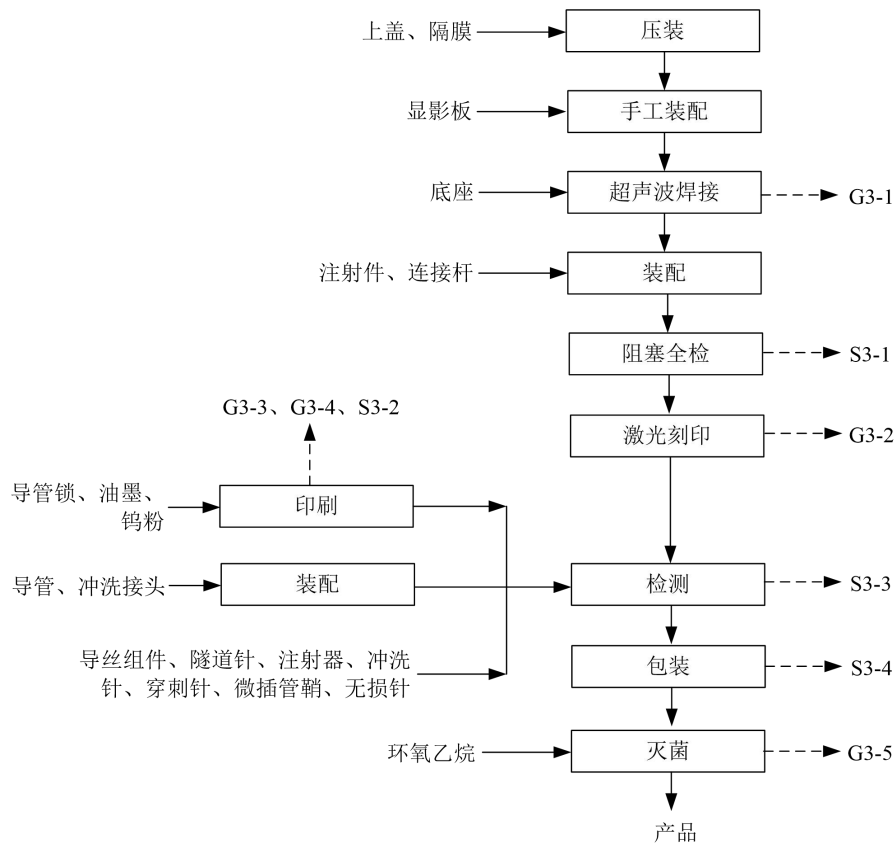 上盖、隔膜
压装
显影板
手工装配
底座
超声波焊接
G3-1
注射件、连接杆
装配
阻塞全检
S3-1
G3-3、G3-4、S3-2
激光刻印
G3-2
导管锁、油墨、
钨粉
印刷
导管、冲洗接头
装配
检测
S3-3
导丝组件、隧道针、注射器、冲洗
针、穿刺针、微插管鞘、无损针
包装
S3-4
环氧乙烷
灭菌
G3-5
产品